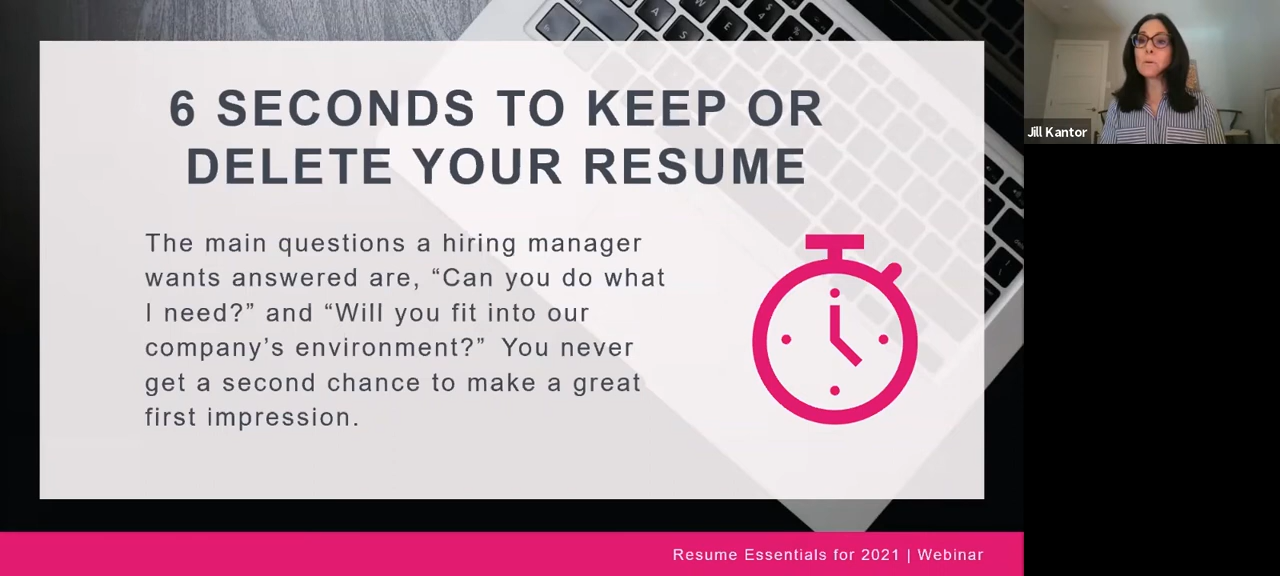 6 SECONDS TO KEEP OR
DELETE YOUR RESUME
The main questions a hiring manager
wants answered are, “Can you do what
I need?” and “Will you fit into our
company’s environment?”  You never
get a second chance to make a great
first impression.
Resume Essentials for 2021 | Webinar
Jill Kantor